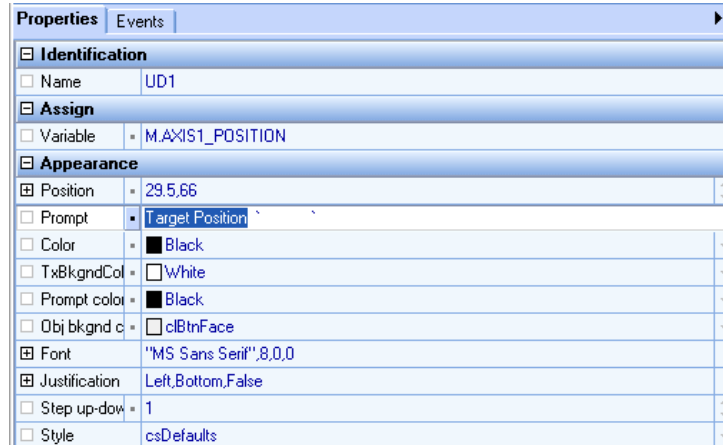 Properties Events
Identification
Name UD1
Assign
Variable M.AXIS1_POSITION
Appearance
Position 29.5,66
Prompt Target Position ` `
Color Black
TxBkgndCol White
Prompt color Black
Obj bkgnd c clBtnFace
Font "MS Sans Serif",8,0,0
Justification Left,Bottom,False
Step up-dow 1
Style csDefaults